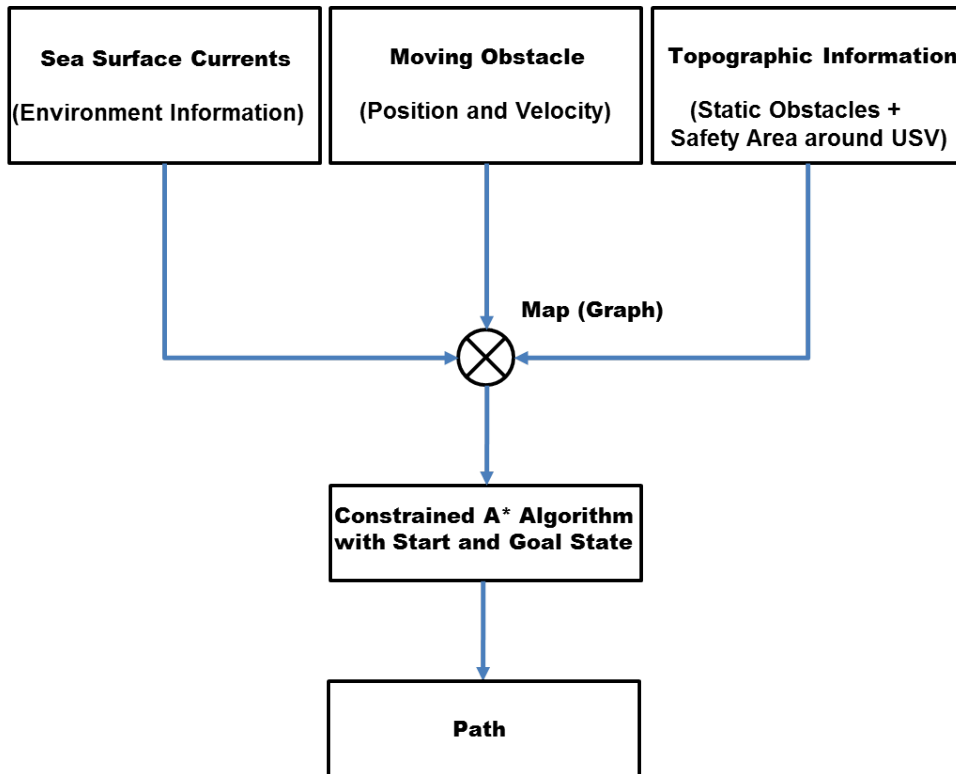 Sea Surface Currents
(Environment Information)
Moving Obstacle
(Position and Velocity)
Topographic Information
(Static Obstacles +
Safety Area around USV)
Map (Graph)
Constrained A* Algorithm
with Start and Goal State
Path